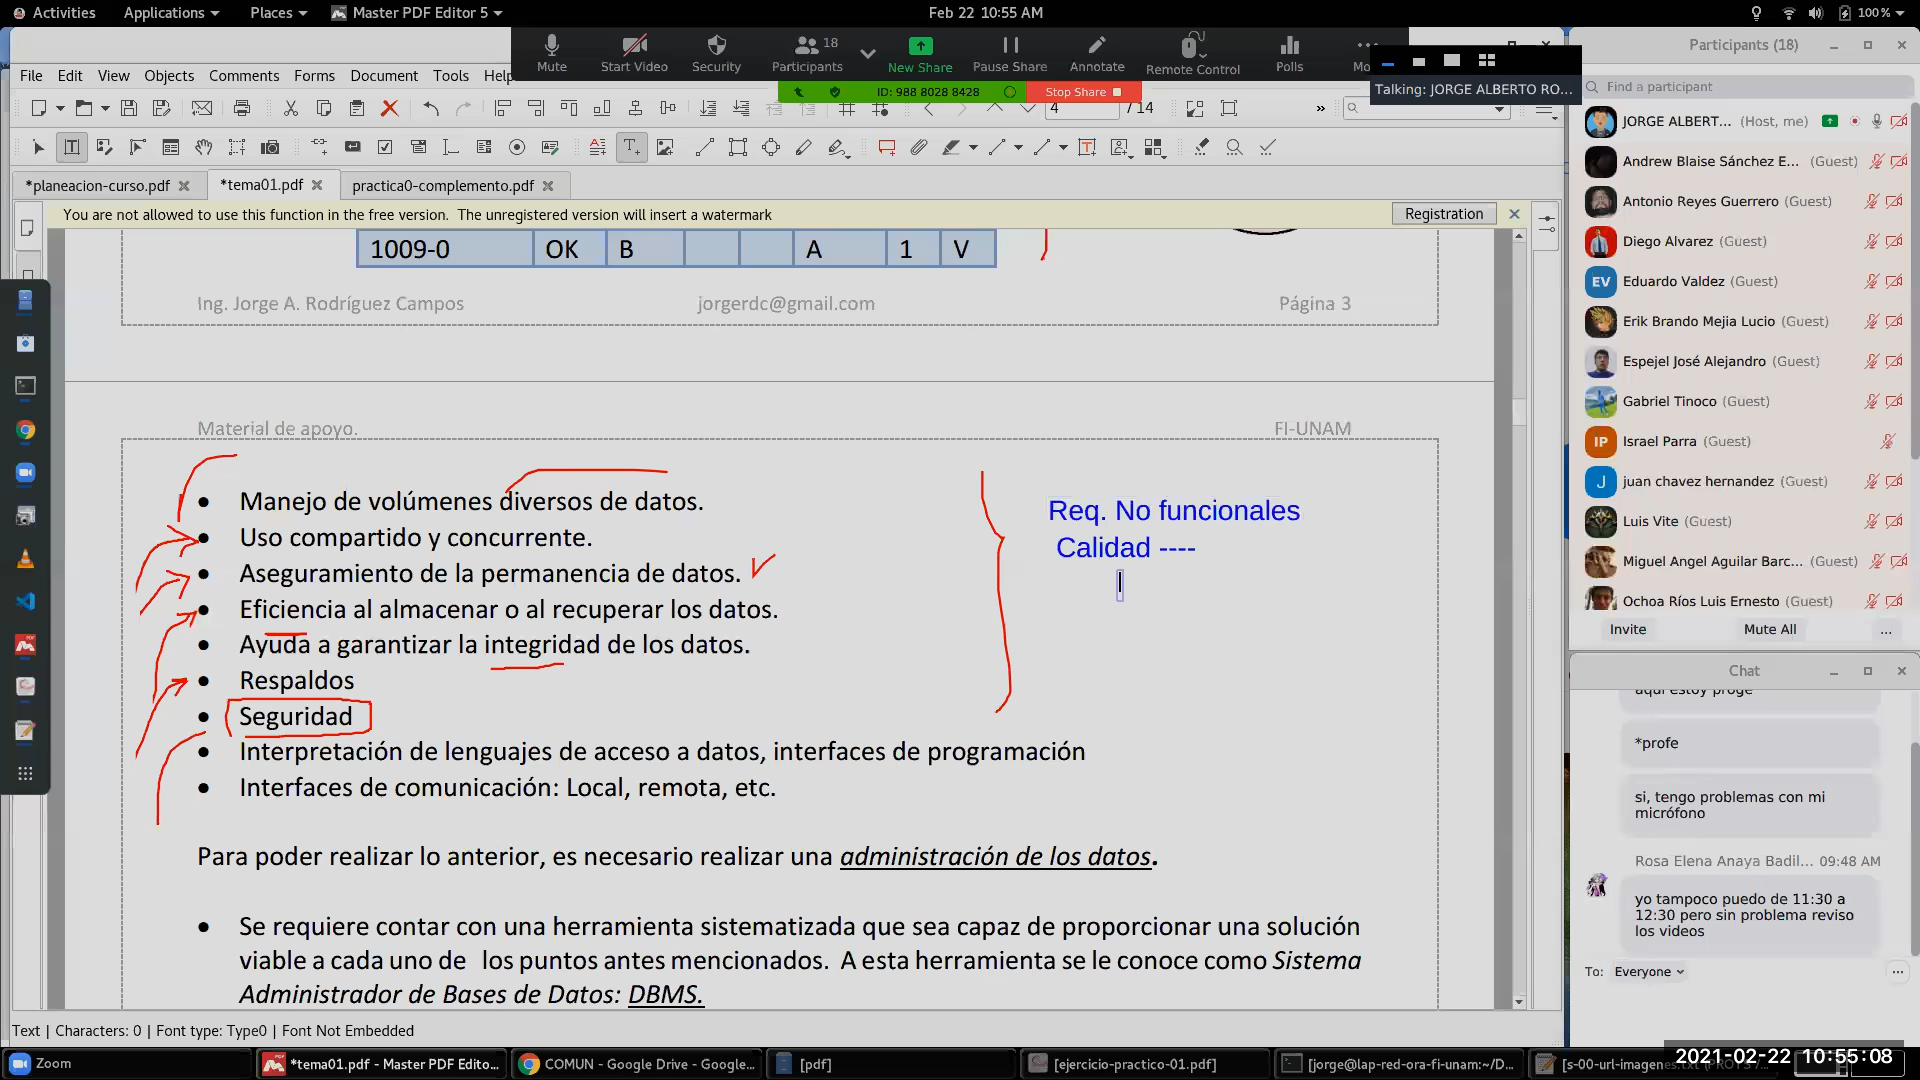 Activities
Applications
Places
Master PDF Editor 5
Feb 22 10:55 AM
100 %
Mute
Start Video
Security
Participants
18
New Share
Pause Share
Annotate
Remote Control
Polls
Mo
ID: 988 8028 8428
Stop Share
Talking: JORGE ALBERTO RO...
File Edit View Objects Comments Forms Document Tools Help
4 / 14
*planeacion-curso.pdf
*tema01.pdf
practica0-complemento.pdf
You are not allowed to use this function in the free version. The unregistered version will insert a watermark
Registration
1009-0 OK B A 1 V
Ing. Jorge A. Rodríguez Campos jorgerdc@gmail.com Página 3
Material de apoyo. FI-UNAM
• Manejo de volúmenes diversos de datos.
• Uso compartido y concurrente.
• Aseguramiento de la permanencia de datos.
• Eficiencia al almacenar o al recuperar los datos.
• Ayuda a garantizar la integridad de los datos.
• Respaldos
• Seguridad
• Interpretación de lenguajes de acceso a datos, interfaces de programación
• Interfaces de comunicación: Local, remota, etc.
Req. No funcionales
Calidad ----
Para poder realizar lo anterior, es necesario realizar una administración de los datos.
• Se requiere contar con una herramienta sistematizada que sea capaz de proporcionar una solución
viable a cada uno de los puntos antes mencionados. A esta herramienta se le conoce como Sistema
Administrador de Bases de Datos: DBMS.
Text | Characters: 0 | Font type: Type0 | Font Not Embedded
Participants (18)
Find a participant
JORGE ALBERT... (Host, me)
Andrew Blaise Sánchez E... (Guest)
Antonio Reyes Guerrero (Guest)
Diego Alvarez (Guest)
EV Eduardo Valdez (Guest)
Erik Brando Mejia Lucio (Guest)
Espejel José Alejandro (Guest)
Gabriel Tinoco (Guest)
IP Israel Parra (Guest)
J juan chavez hernandez (Guest)
Luis Vite (Guest)
Miguel Angel Aguilar Barc... (Guest)
Ochoa Ríos Luis Ernesto (Guest)
Invite
Mute All
...
Chat
aqui estoy proge
*profe
si, tengo problemas con mi
micrófono
Rosa Elena Anaya Badil... 09:48 AM
yo tampoco puedo de 11:30 a
12:30 pero sin problema reviso
los videos
To: Everyone
Zoom
*tema01.pdf - Master PDF Edito...
COMUN - Google Drive - Google...
[pdf]
[ejercicio-practico-01.pdf]
[jorge@lap-red-ora-fi-unam:~/D...
[s-00-url-imagenes.txt
2021-02-22 10:55:08